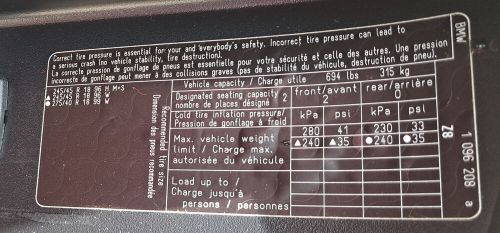 Correct tire pressure is essential for your and everybody's safety. Incorrect tire pressure can lead to
a serious crash (no vehicle stability, tire destruction).
La correcte pression de gonflage de pneus est essentielle pour votre sécurité et celle des autres. Une pression
incorrecte de gonflage peut mener à des collisions graves (pas de stabilité du véhicule, destruction de pneu).
Vehicle capacity / Charge utile 694 lbs 315 kg
245/45 R 18 96 H M+S
245/45 R 18 96 W
275/40 R 18 99 W
Recommended tire size
Dimension des pneus recommandée
Designated seating capacity 2
nombre de places désigné
front/avant 2
rear/arrière 0
Cold tire inflation pressure/
Pression de gonflage à froid
kPa psi kPa psi
Max. vehicle weight
limit / Charge max.
autorisée du véhicule
280 41 230 33
▲240 ▲35 ●240 ●35
Load up to /
Charge jusqu'à
persons / personnes
BMW
Z8
1 096 208 a